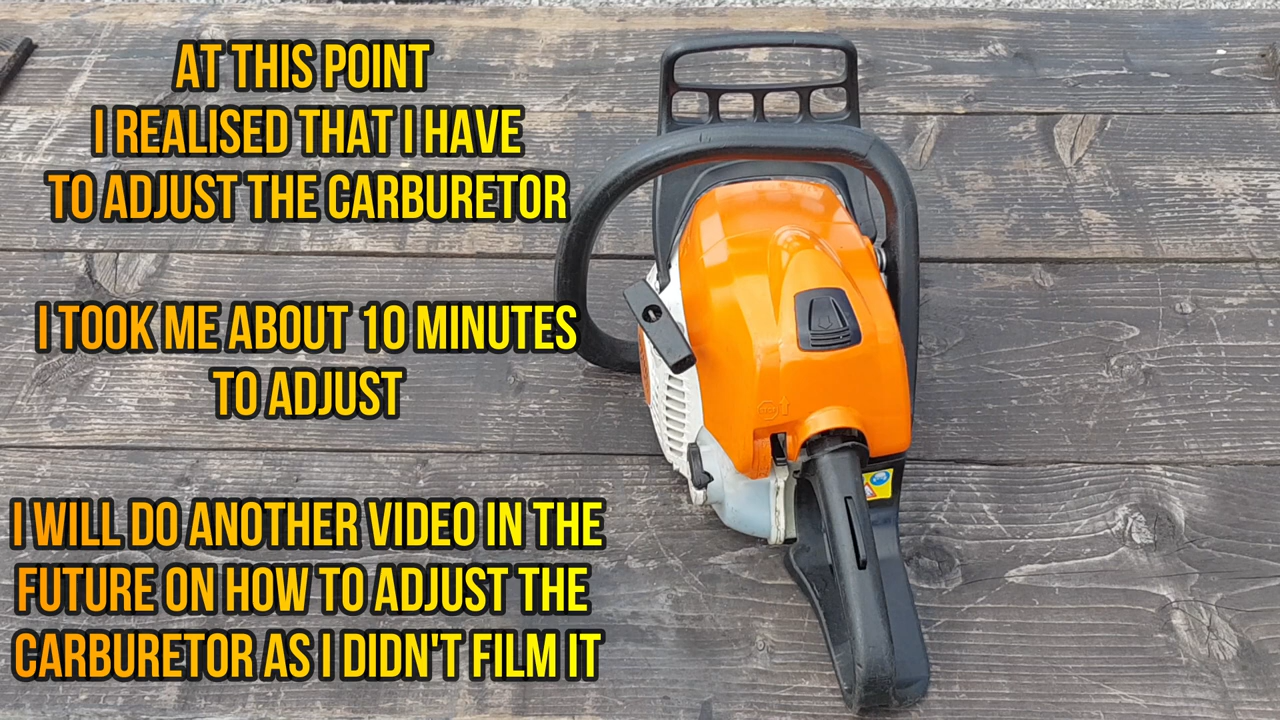 AT THIS POINT
I REALISED THAT I HAVE
TO ADJUST THE CARBURETOR
I TOOK ME ABOUT 10 MINUTES
TO ADJUST
I WILL DO ANOTHER VIDEO IN THE
FUTURE ON HOW TO ADJUST THE
CARBURETOR AS I DIDN'T FILM IT